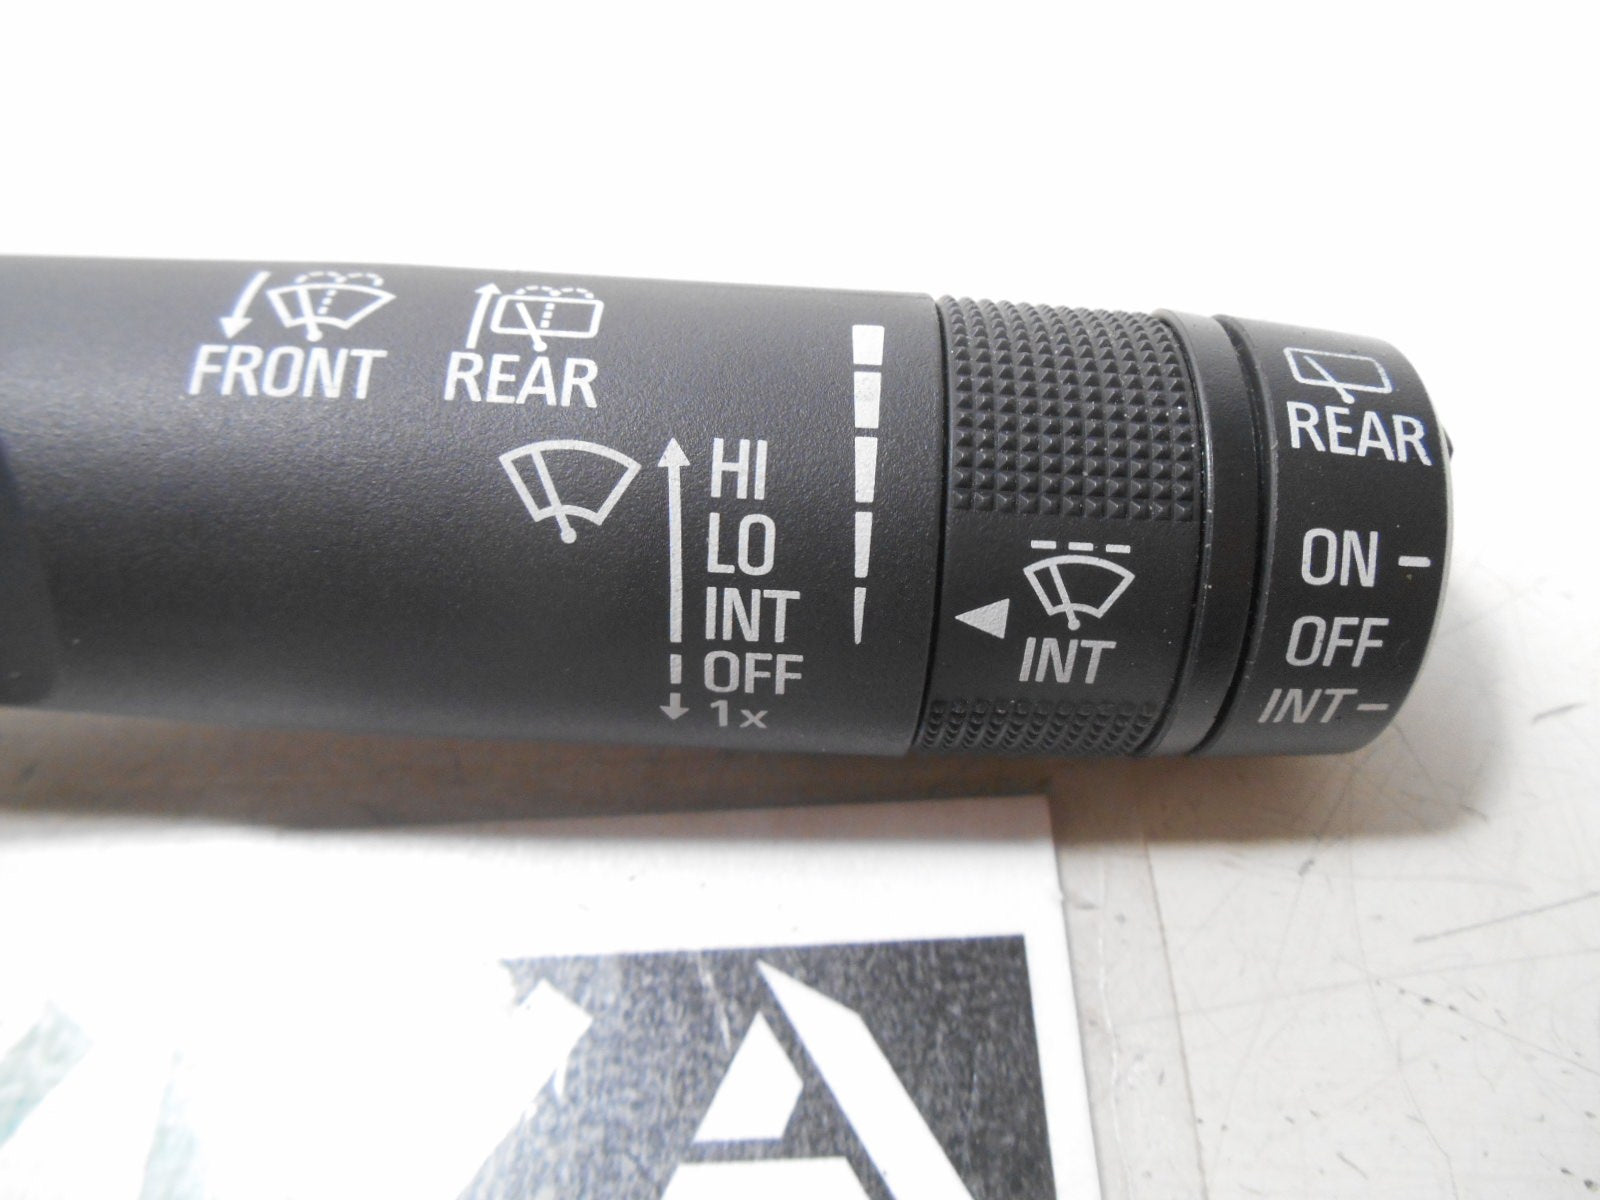 FRONT REAR
HI
LO
INT
OFF
1x
INT
REAR
ON
OFF
INT
A